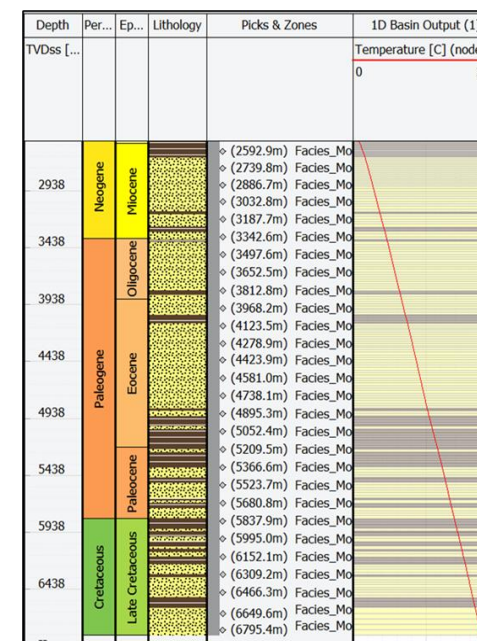 Depth Per... Ep... Lithology Picks & Zones 1D Basin Output (1
TVDss [... Temperature [C] (node
0
(2592.9m) Facies_Mo
(2739.8m) Facies_Mo
2938 (2886.7m) Facies_Mo
(3032.8m) Facies_Mo
(3187.7m) Facies_Mo
(3342.6m) Facies_Mo
3438 (3497.6m) Facies_Mo
(3652.5m) Facies_Mo
(3812.8m) Facies_Mo
3938 (3968.2m) Facies_Mo
(4123.5m) Facies_Mo
(4278.9m) Facies_Mo
4438 (4423.9m) Facies_Mo
(4581.0m) Facies_Mo
(4738.1m) Facies_Mo
4938 (4895.3m) Facies_Mo
(5052.4m) Facies_Mo
(5209.5m) Facies_Mo
5438 (5366.6m) Facies_Mo
(5523.7m) Facies_Mo
(5680.8m) Facies_Mo
5938 (5837.9m) Facies_Mo
(5995.0m) Facies_Mo
(6152.1m) Facies_Mo
(6309.2m) Facies_Mo
6438 (6466.3m) Facies_Mo
(6649.6m) Facies_Mo
(6795.4m) Facies_Mo
Neogene
Miocene
Paleogene
Oligocene
Eocene
Paleocene
Cretaceous
Late Cretaceous